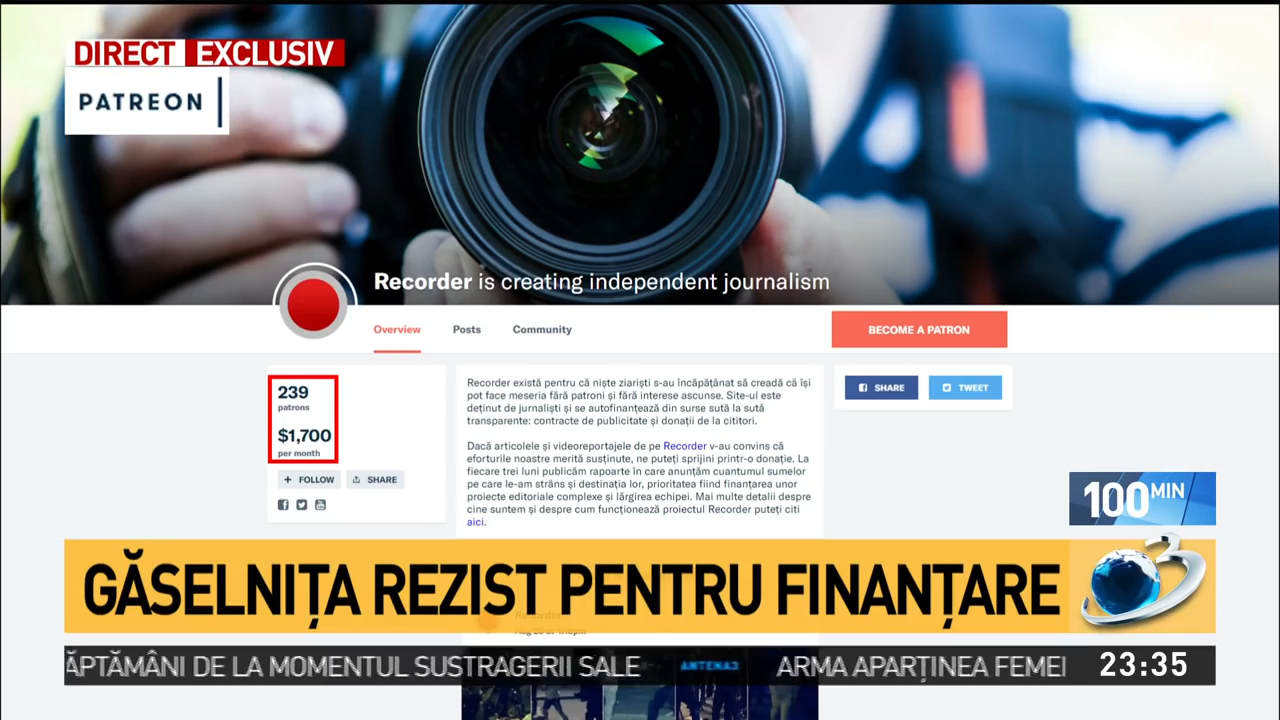 DIRECT EXCLUSIV
PATREON
Recorder is creating independent journalism
Overview Posts Community
BECOME A PATRON
239
patrons
$1,700
per month
+ FOLLOW SHARE
Recorder există pentru că niște ziariști s-au încăpățânat să creadă că își
pot face meseria fără patroni și fără interese ascunse. Site-ul este
deținut de jurnaliști și se autofinanțează din surse sută la sută
transparente: contracte de publicitate și donații de la cititori.
Dacă articolele și videoreportajele de pe Recorder v-au convins că
eforturile noastre merită susținute, ne puteți sprijini printr-o donație. La
fiecare trei luni publicăm rapoarte în care anunțăm cuantumul sumelor
pe care le-am strâns și destinația lor, prioritatea fiind finanțarea unor
proiecte editoriale complexe și lărgirea echipei. Mai multe detalii despre
cine suntem și despre cum funcționează proiectul Recorder puteți citi
aici.
SHARE TWEET
100 MIN
GĂSELNIȚA REZIST PENTRU FINANȚARE
3
Recorder
ĂPTĂMÂNI DE LA MOMENTUL SUSTRAGERII SALE ARMA APARȚINEA FEMEI
23:35
ANTENA3